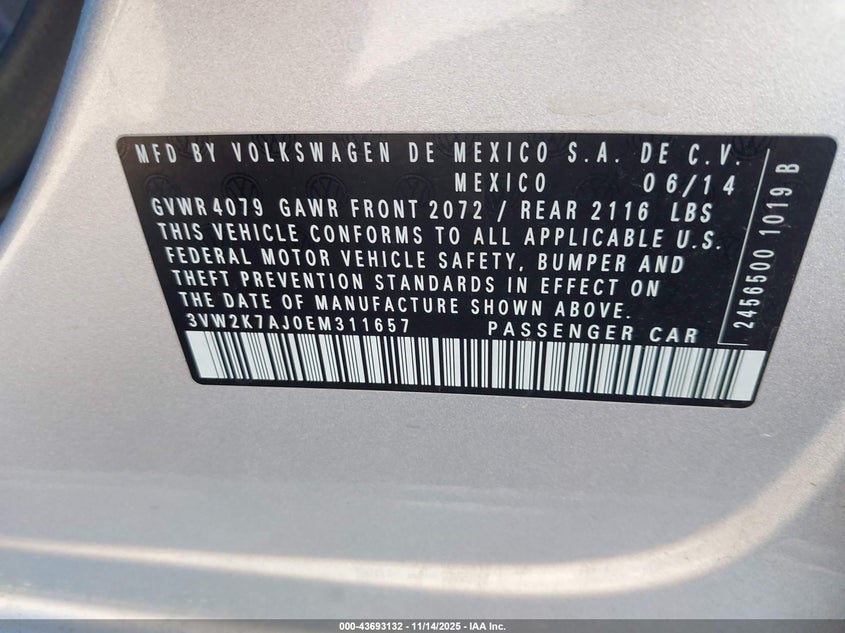 MFD BY VOLKSWAGEN DE MEXICO S.A. DE C.V.
MEXICO 06/14
GVWR 4079 GAWR FRONT 2072 / REAR 2116 LBS
THIS VEHICLE CONFORMS TO ALL APPLICABLE U.S.
FEDERAL MOTOR VEHICLE SAFETY, BUMPER AND
THEFT PREVENTION STANDARDS IN EFFECT ON
THE DATE OF MANUFACTURE SHOWN ABOVE.
3VW2K7AJ0EM311657 PASSENGER CAR
2456500 1019 B
000-43693132 - 11/14/2025 - IAA Inc.